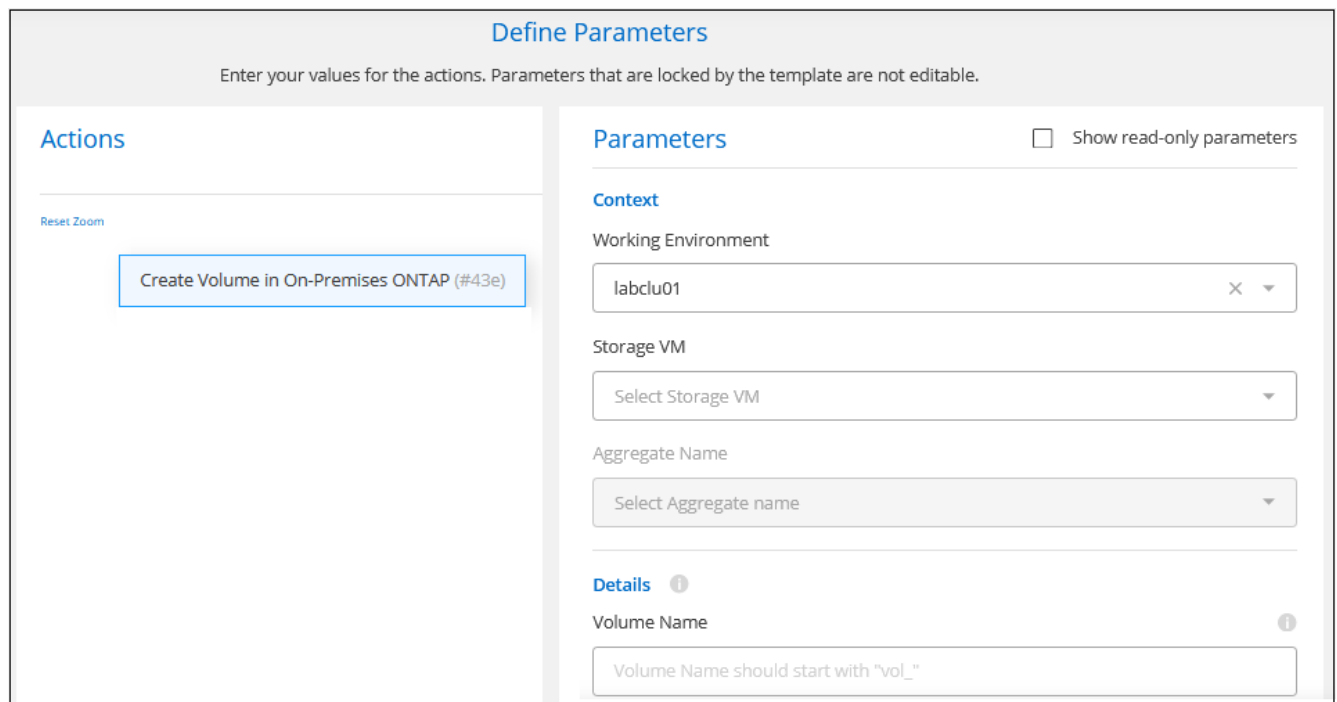 Define Parameters
Enter your values for the actions. Parameters that are locked by the template are not editable.
Actions
Reset Zoom
Create Volume in On-Premises ONTAP (#43e)
Parameters
Show read-only parameters
Context
Working Environment
labclu01
Storage VM
Select Storage VM
Aggregate Name
Select Aggregate name
Details
Volume Name
Volume Name should start with "vol_"